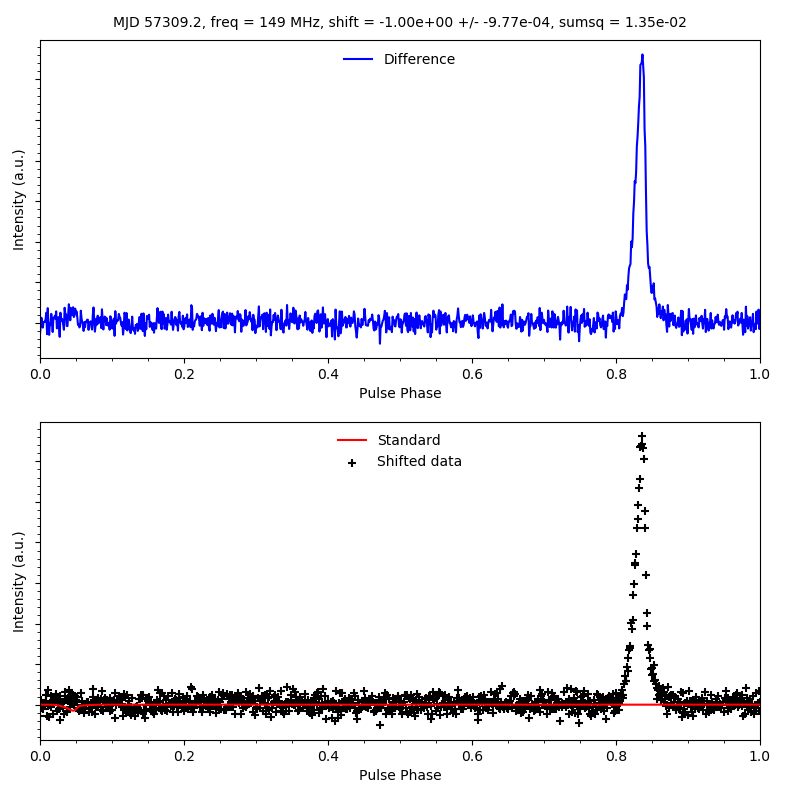 MJD 57309.2, freq = 149 MHz, shift = -1.00e+00 +/- -9.77e-04, sumsq = 1.35e-02
Difference
Intensity (a.u.)
0.0 0.2 0.4 0.6 0.8 1.0
Pulse Phase
Standard
Shifted data
Intensity (a.u.)
0.0 0.2 0.4 0.6 0.8 1.0
Pulse Phase